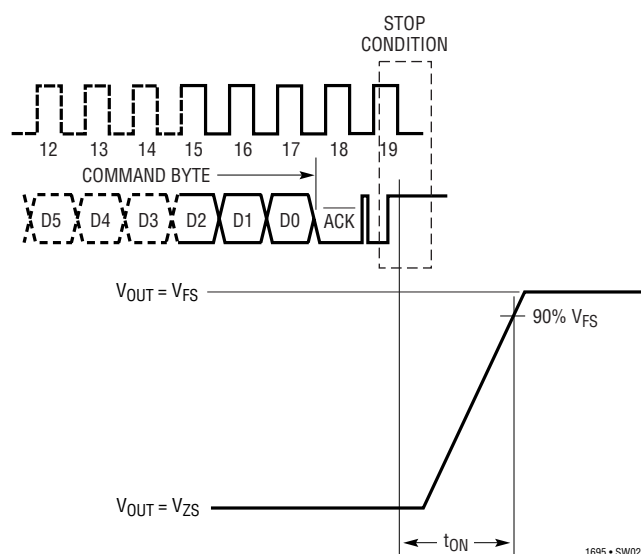 STOP
CONDITION
12 13 14 15 16 17 18 19
COMMAND BYTE
D5 D4 D3 D2 D1 D0 ACK
VOUT = VFS
90% VFS
VOUT = VZS
tON
1695 • SW02